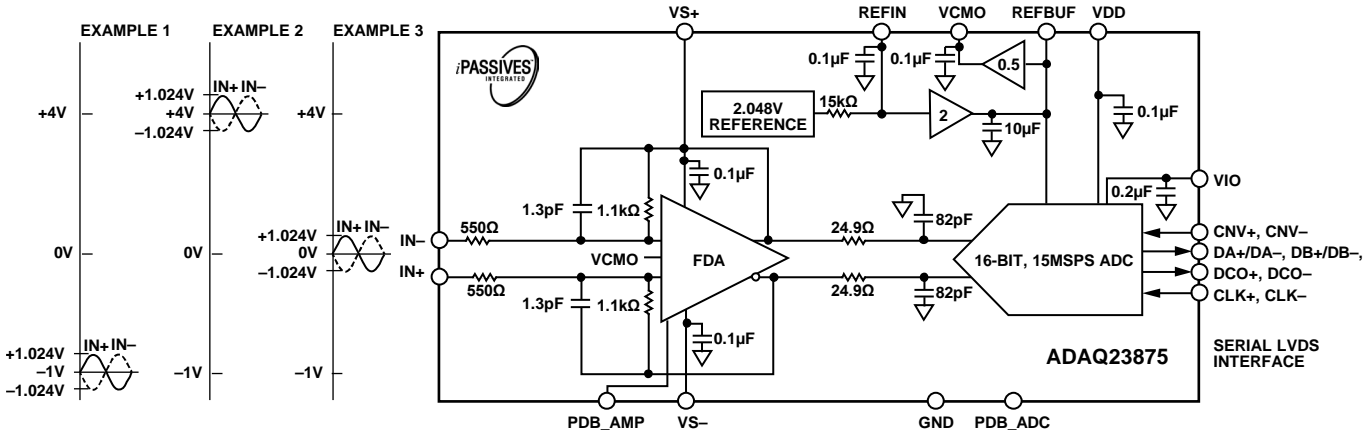 EXAMPLE 1
+4V
0V
+1.024V
–1V
–1.024V
IN+ IN–
EXAMPLE 2
IN+ IN–
+1.024V
+4V
–1.024V
0V
–1V
EXAMPLE 3
+4V
IN+ IN–
+1.024V
0V
–1.024V
–1V
VS+
REFIN
VCMO
REFBUF
VDD
iPASSIVES
INTEGRATED
0.1µF
0.1µF
0.5
2.048V
REFERENCE
15kΩ
2
10µF
0.1µF
0.1µF
VIO
0.2µF
1.3pF
1.1kΩ
82pF
550Ω
24.9Ω
IN–
VCMO
FDA
16-BIT, 15MSPS ADC
CNV+, CNV–
DA+/DA–, DB+/DB–,
DCO+, DCO–
CLK+, CLK–
IN+
550Ω
24.9Ω
1.3pF
1.1kΩ
82pF
0.1µF
ADAQ23875
SERIAL LVDS
INTERFACE
PDB_AMP
VS–
GND
PDB_ADC